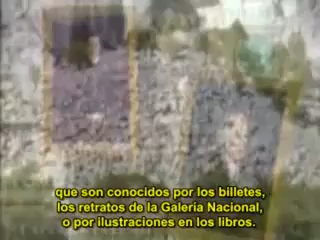 que son conocidos por los billetes,
los retratos de la Galería Nacional,
o por ilustraciones en los libros.